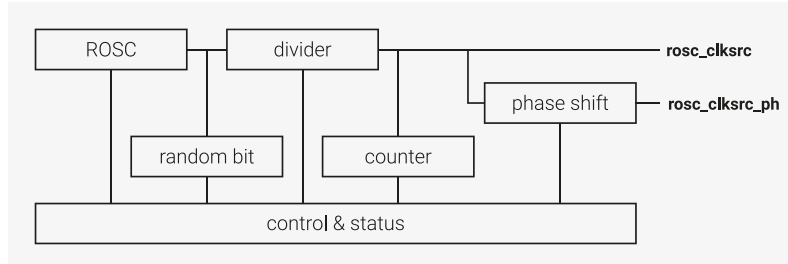 ROSC
divider
rosc_clksrc
phase shift
rosc_clksrc_ph
random bit
counter
control & status